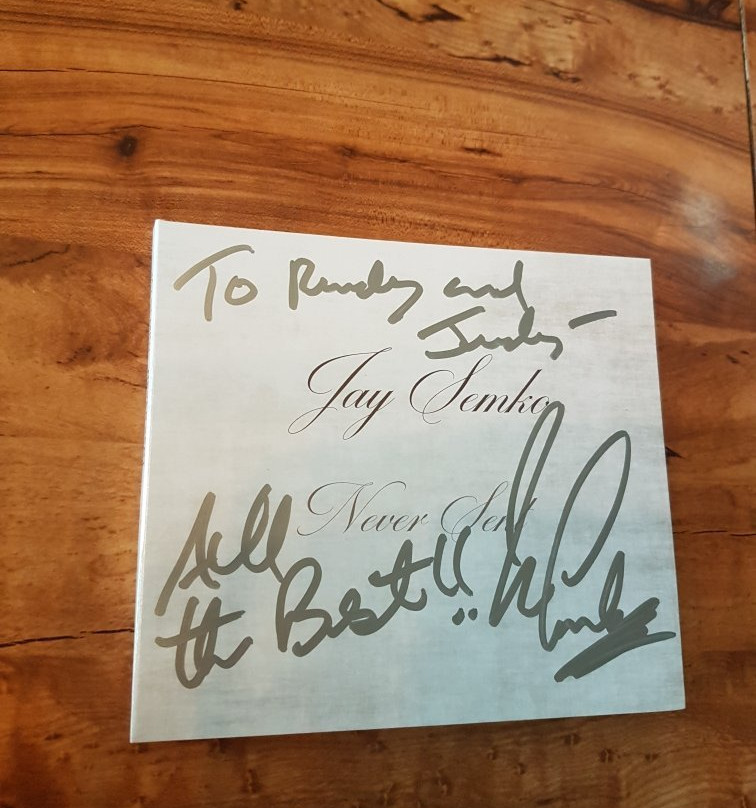 To Randy and
Judy -
Jay Semko
Never Sent
All
the Best!!